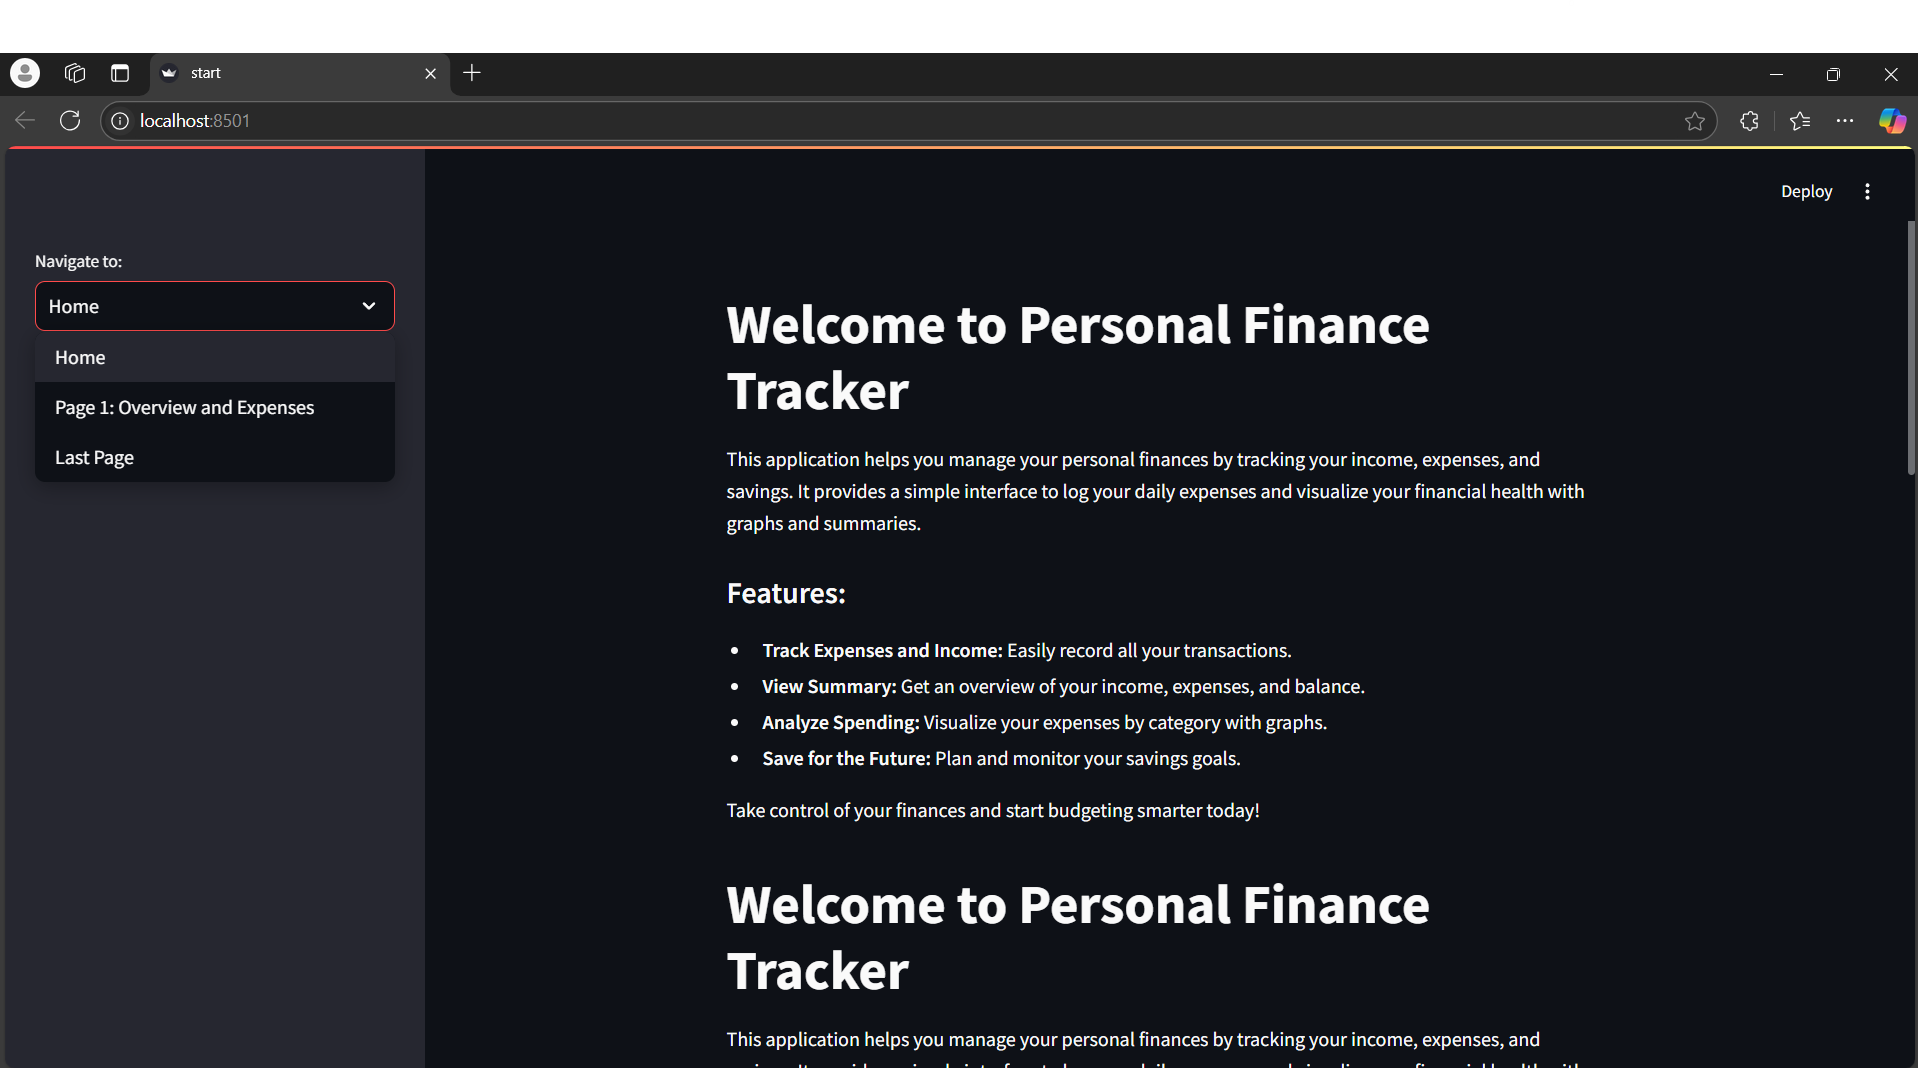 start
localhost:8501
Deploy
Navigate to:
Home
Home
Page 1: Overview and Expenses
Last Page
Welcome to Personal Finance
Tracker
This application helps you manage your personal finances by tracking your income, expenses, and
savings. It provides a simple interface to log your daily expenses and visualize your financial health with
graphs and summaries.
Features:
• Track Expenses and Income: Easily record all your transactions.
• View Summary: Get an overview of your income, expenses, and balance.
• Analyze Spending: Visualize your expenses by category with graphs.
• Save for the Future: Plan and monitor your savings goals.
Take control of your finances and start budgeting smarter today!
Welcome to Personal Finance
Tracker
This application helps you manage your personal finances by tracking your income, expenses, and